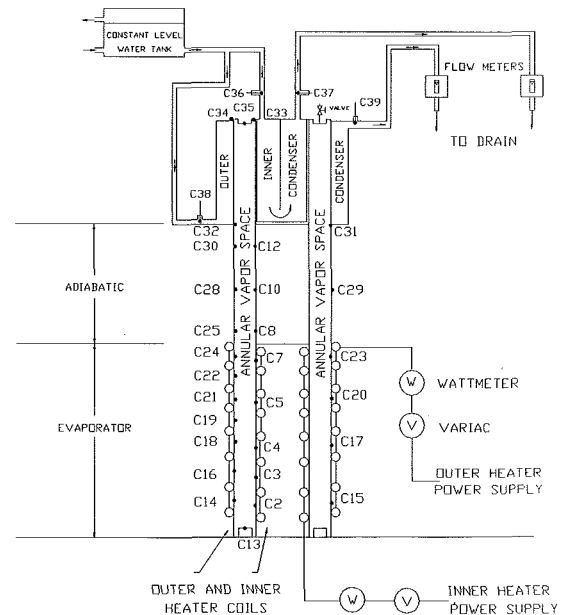 CONSTANT LEVEL
WATER TANK
C36
C37
FLOW METERS
C34
C35
C33
VALVE
C39
TO DRAIN
OUTER
INNER
CONDENSER
CONDENSER
C38
C32
C31
C30
C12
ANNULAR VAPOR SPACE
ANNULAR VAPOR SPACE
ADIABATIC
C28
C10
C29
C25
C8
C24
C7
C23
C22
W
WATTMETER
C21
C5
C20
C19
EVAPORATOR
V
VARIAC
C18
C4
C17
C16
C3
OUTER HEATER
POWER SUPPLY
C14
C2
C15
C13
OUTER AND INNER
HEATER COILS
W
V
INNER HEATER
POWER SUPPLY